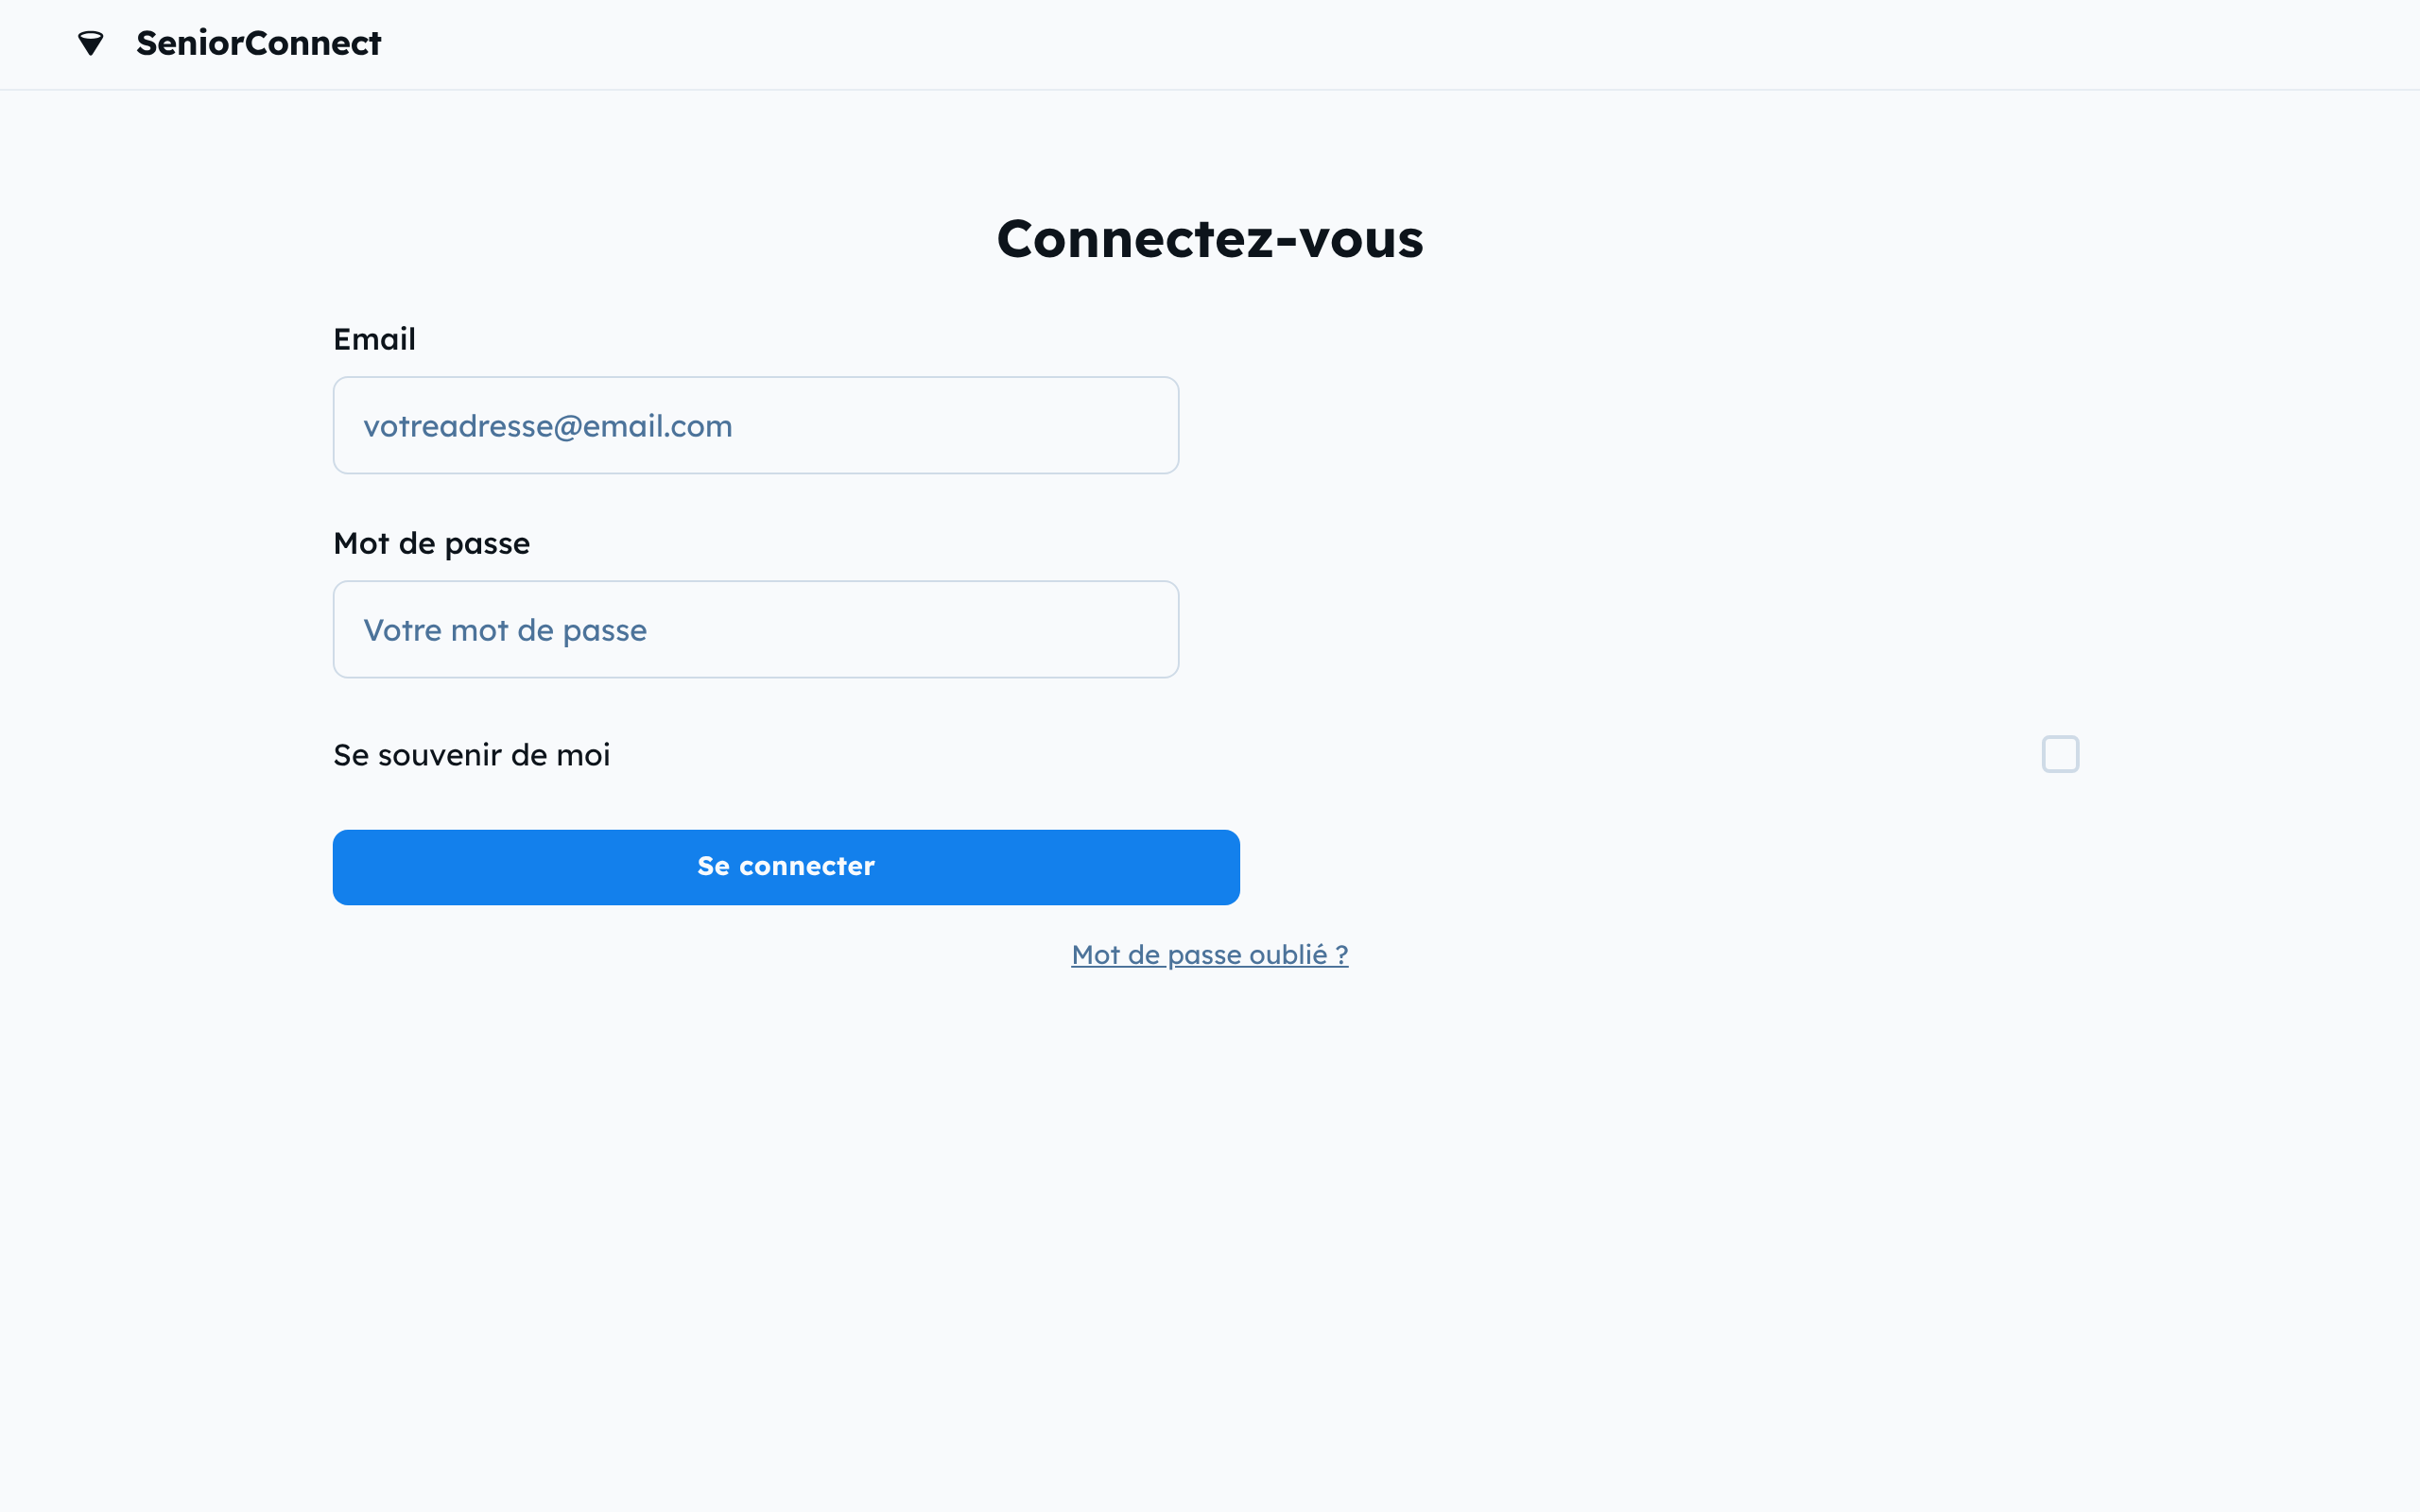 SeniorConnect
Connectez-vous
Email
votreadresse@email.com
Mot de passe
Votre mot de passe
Se souvenir de moi
Se connecter
Mot de passe oublié ?